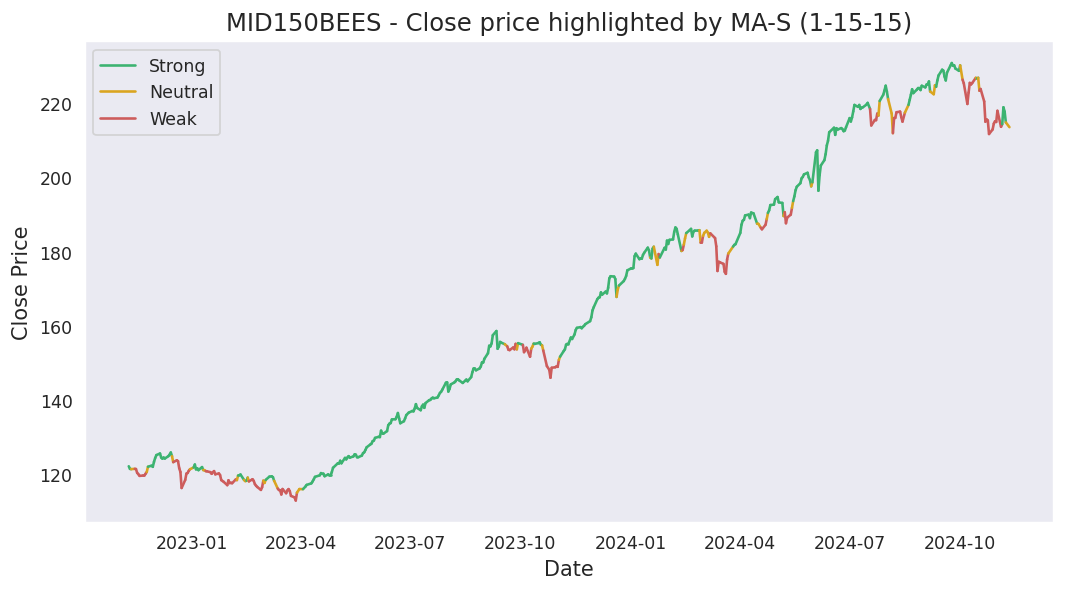 MID150BEES - Close price highlighted by MA-S (1-15-15)
Strong
Neutral
Weak
Close Price
220
200
180
160
140
120
2023-01 2023-04 2023-07 2023-10 2024-01 2024-04 2024-07 2024-10
Date